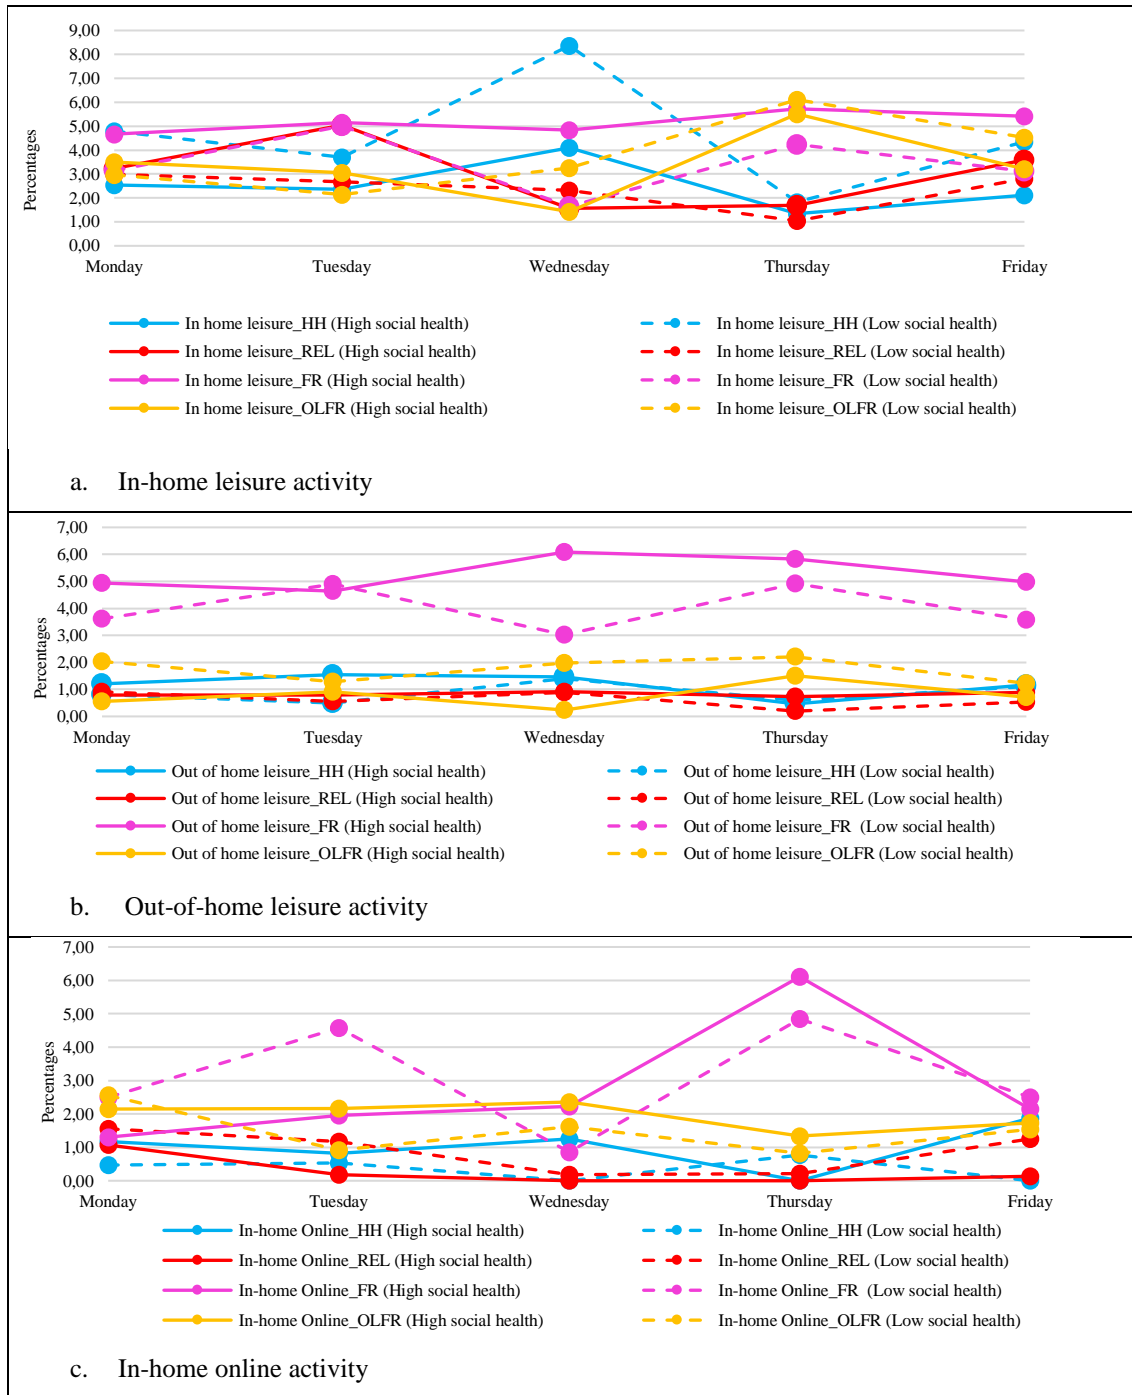 9,00
8,00
7,00
6,00
5,00
4,00
3,00
2,00
1,00
0,00
Percentages
Monday Tuesday Wednesday Thursday Friday
In home leisure_HH (High social health) In home leisure_HH (Low social health)
In home leisure_REL (High social health) In home leisure_REL (Low social health)
In home leisure_FR (High social health) In home leisure_FR  (Low social health)
In home leisure_OLFR (High social health) In home leisure_OLFR (Low social health)
a. In-home leisure activity
7,00
6,00
5,00
4,00
3,00
2,00
1,00
0,00
Percentages
Monday Tuesday Wednesday Thursday Friday
Out of home leisure_HH (High social health) Out of home leisure_HH (Low social health)
Out of home leisure_REL (High social health) Out of home leisure_REL (Low social health)
Out of home leisure_FR (High social health) Out of home leisure_FR  (Low social health)
Out of home leisure_OLFR (High social health) Out of home leisure_OLFR (Low social health)
b. Out-of-home leisure activity
7,00
6,00
5,00
4,00
3,00
2,00
1,00
0,00
Percentages
Monday Tuesday Wednesday Thursday Friday
In-home Online_HH (High social health) In-home Online_HH (Low social health)
In-home Online_REL (High social health) In-home Online_REL (Low social health)
In-home Online_FR (High social health) In-home Online_FR  (Low social health)
In-home Online_OLFR (High social health) In-home Online_OLFR (Low social health)
c. In-home online activity